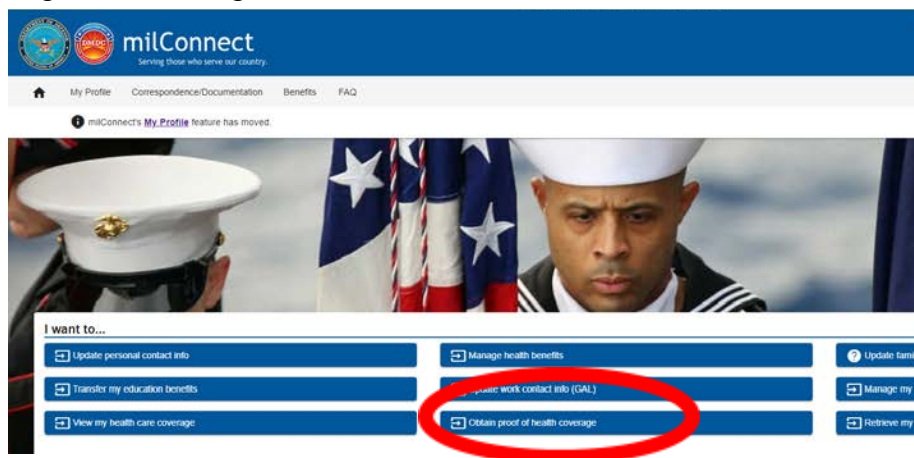 milConnect
Serving those who serve our country.
My Profile Correspondence/Documentation Benefits FAQ
milConnect's My Profile feature has moved.
I want to...
Update personal contact info
Manage health benefits
Update fami
Transfer my education benefits
Update work contact info (GAL)
Manage my
View my health care coverage
Obtain proof of health coverage
Retrieve my